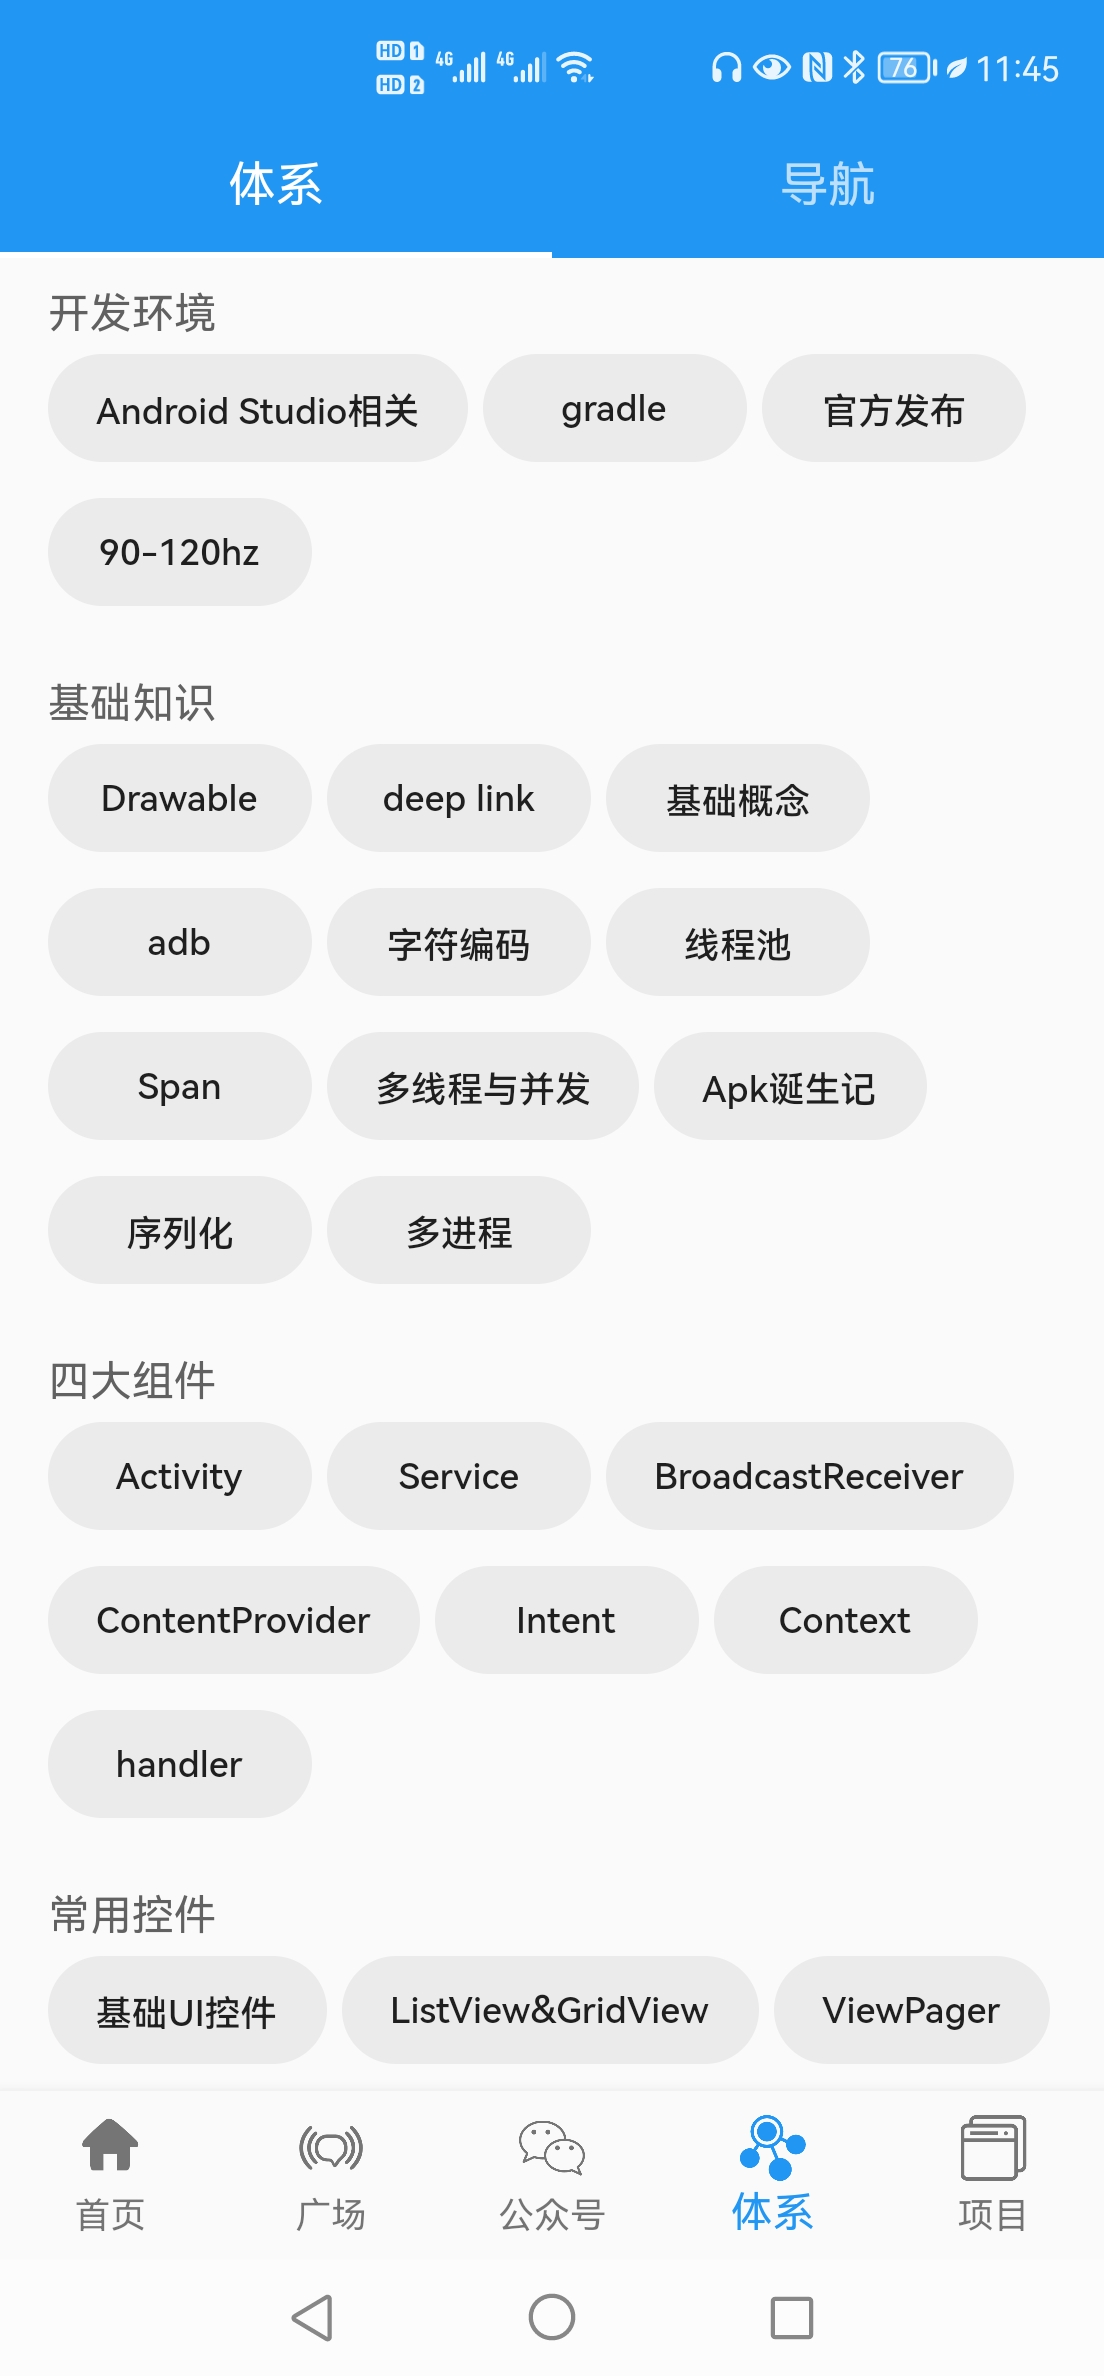 HD 1 4G 4G 76 11:45
HD 2
体系 导航
开发环境
Android Studio相关 gradle 官方发布
90-120hz
基础知识
Drawable deep link 基础概念
adb 字符编码 线程池
Span 多线程与并发 Apk诞生记
序列化 多进程
四大组件
Activity Service BroadcastReceiver
ContentProvider Intent Context
handler
常用控件
基础UI控件 ListView&GridView ViewPager
首页 广场 公众号 体系 项目